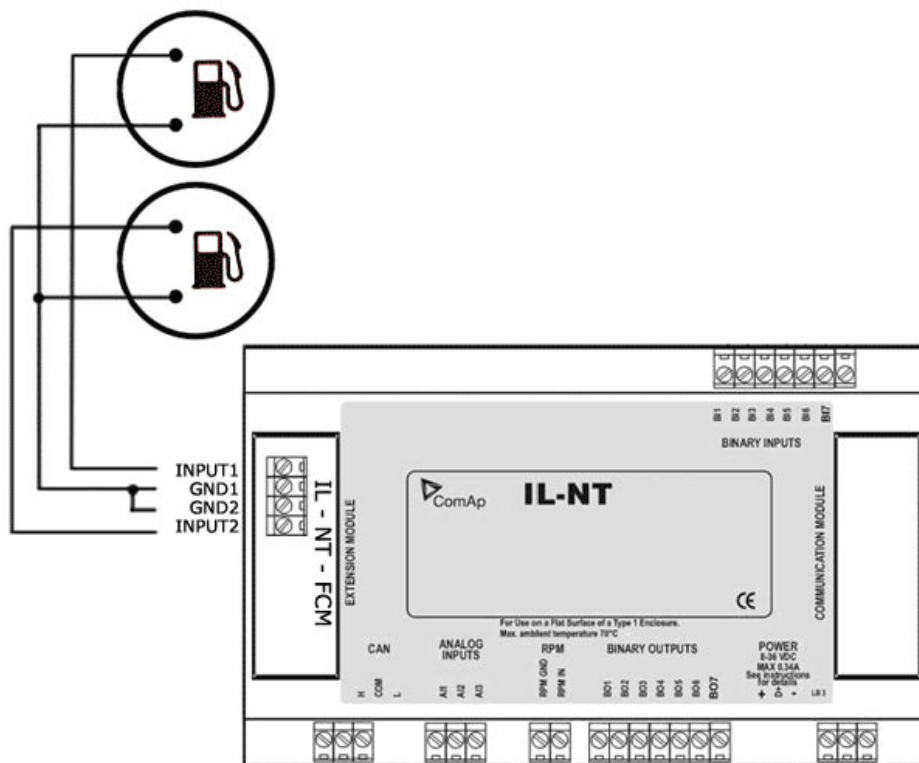 INPUT1
GND1
GND2
INPUT2
IL - NT - FCM
EXTENSION MODULE
BI1 BI2 BI3 BI4 BI5 BI6 BI7
BINARY INPUTS
ComAp
IL-NT
CE
COMMUNICATION MODULE
For Use on a Flat Surface of a Type 1 Enclosure.
Max. ambient temperature 70°C
CAN
H COM L
ANALOG
INPUTS
AI1 AI2 AI3
RPM
RPM GND RPM IN
BINARY OUTPUTS
BO1 BO2 BO3 BO4 BO5 BO6 BO7
POWER
8-36 VDC
MAX 0.34A
See instructions
for details
+ D+ - LB 3